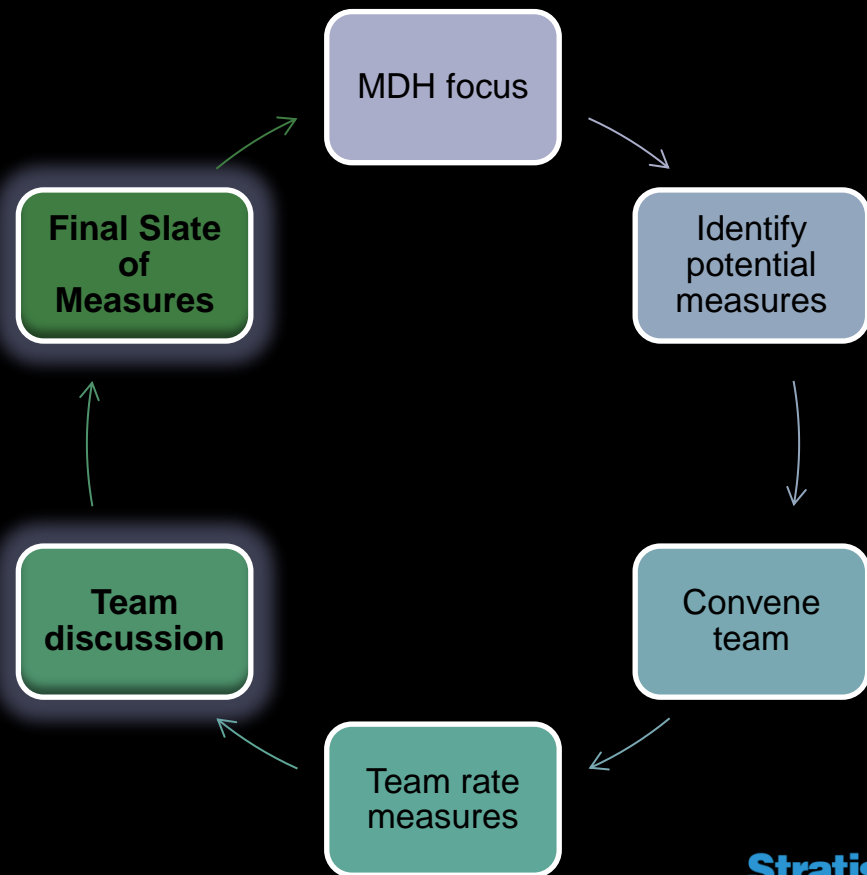 MDH focus
Identify
potential
measures
Convene
team
Team rate
measures
Team
discussion
Final Slate
of
Measures